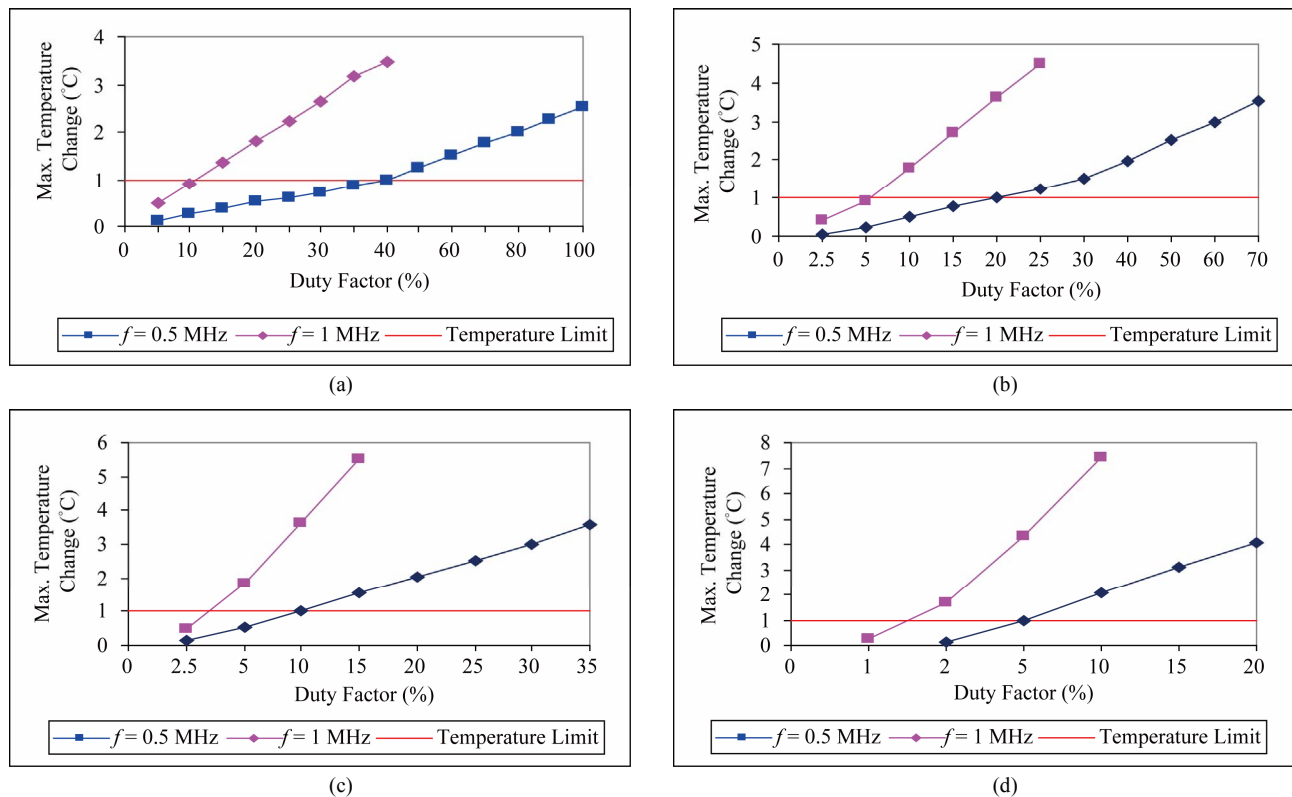 4
3
2
1
0
Max. Temperature
Change (˚C)
0 10 20 30 40 60 80 100
Duty Factor (%)
f = 0.5 MHz f = 1 MHz Temperature Limit
(a)
5
4
3
2
1
0
Max. Temperature
Change (˚C)
0 2.5 5 10 15 20 25 30 40 50 60 70
Duty Factor (%)
f = 0.5 MHz f = 1 MHz Temperature Limit
(b)
6
5
4
3
2
1
0
Max. Temperature
Change (˚C)
0 2.5 5 10 15 20 25 30 35
Duty Factor (%)
f = 0.5 MHz f = 1 MHz Temperature Limit
(c)
8
7
6
5
4
3
2
1
0
Max. Temperature
Change (˚C)
0 1 2 5 10 15 20
Duty Factor (%)
f = 0.5 MHz f = 1 MHz Temperature Limit
(d)